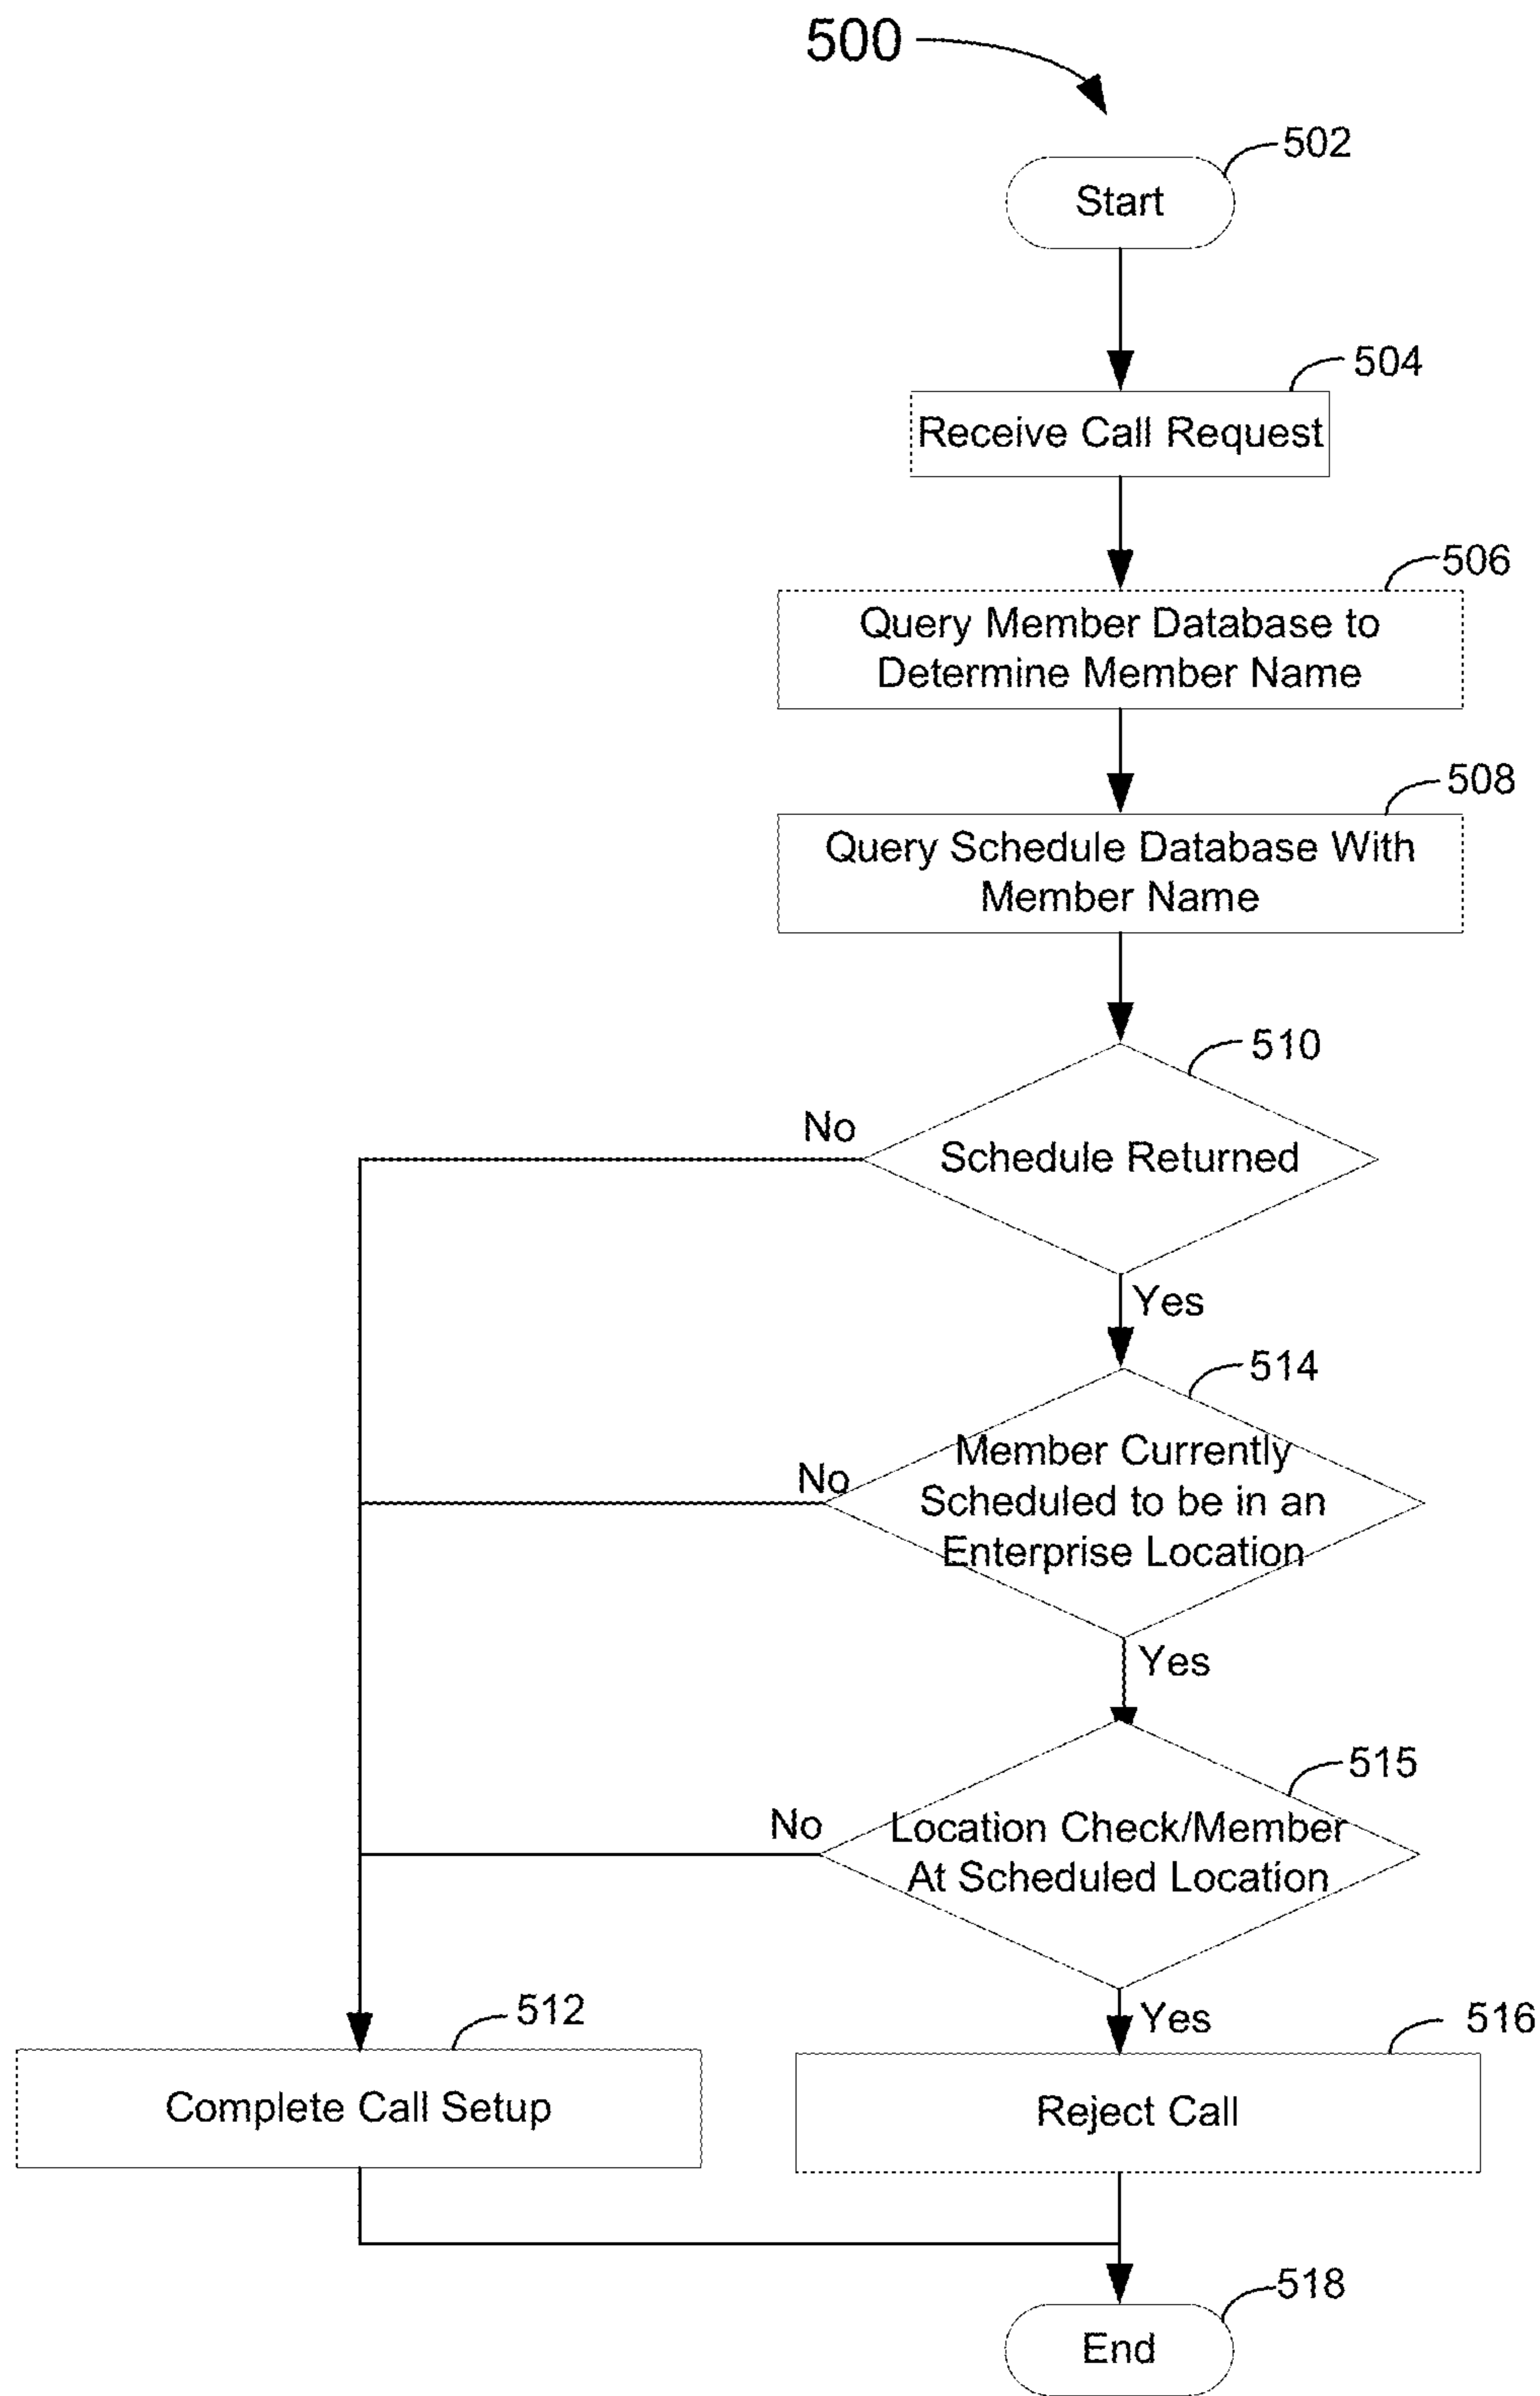 500
502
Start
504
Receive Call Request
506
Query Member Database to
Determine Member Name
508
Query Schedule Database With
Member Name
510
No
Schedule Returned
Yes
514
Member Currently
No
Scheduled to be in an
Enterprise Location
Yes
515
No
Location Check/Member
At Scheduled Location
512
Yes
516
Complete Call Setup
Reject Call
518
End